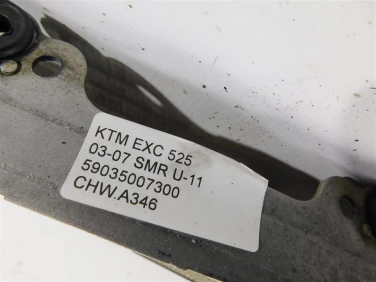 KTM EXC 525
03-07 SMR U-11
59035007300
CHW.A346